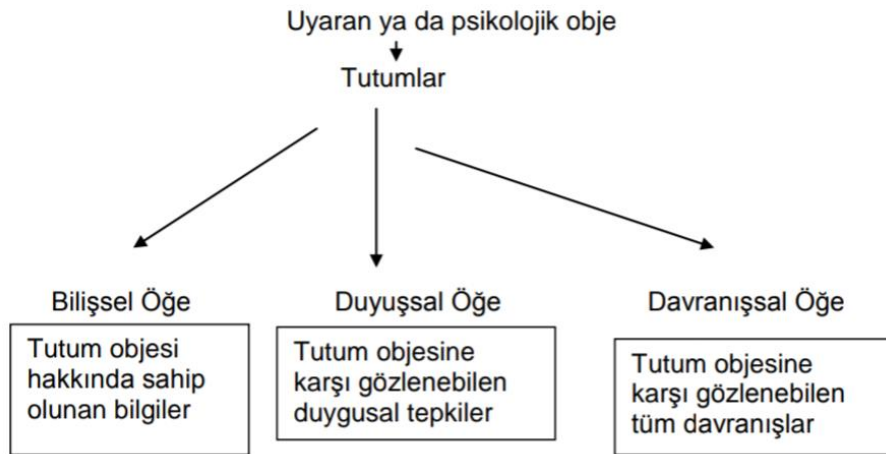 Uyaran ya da psikolojik obje
Tutumlar
Bilişsel Öğe
Tutum objesi
hakkında sahip
olunan bilgiler
Duyuşsal Öğe
Tutum objesine
karşı gözlenebilen
duygusal tepkiler
Davranışsal Öğe
Tutum objesine
karşı gözlenebilen
tüm davranışlar